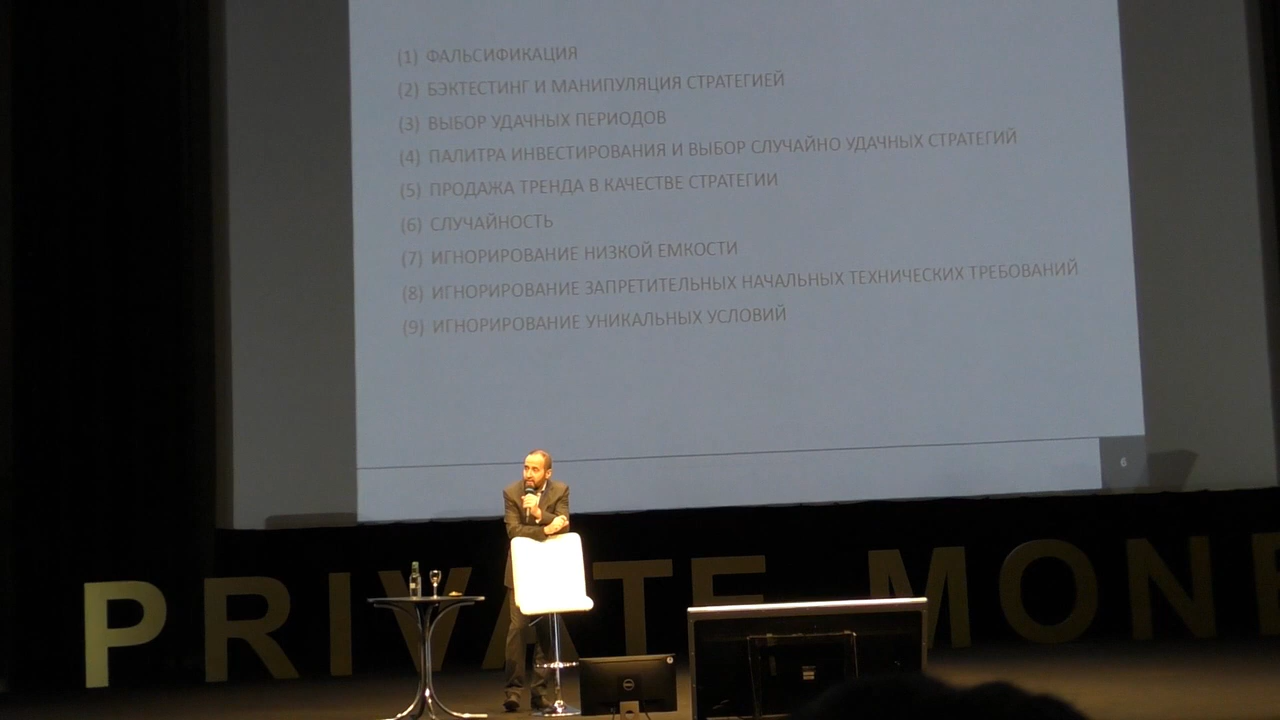 (1) ФАЛЬСИФИКАЦИЯ
(2) БЭКТЕСТИНГ И МАНИПУЛЯЦИЯ СТРАТЕГИЕЙ
(3) ВЫБОР УДАЧНЫХ ПЕРИОДОВ
(4) ПАЛИТРА ИНВЕСТИРОВАНИЯ И ВЫБОР СЛУЧАЙНО УДАЧНЫХ СТРАТЕГИЙ
(5) ПРОДАЖА ТРЕНДА В КАЧЕСТВЕ СТРАТЕГИИ
(6) СЛУЧАЙНОСТЬ
(7) ИГНОРИРОВАНИЕ НИЗКОЙ ЕМКОСТИ
(8) ИГНОРИРОВАНИЕ ЗАПРЕТИТЕЛЬНЫХ НАЧАЛЬНЫХ ТЕХНИЧЕСКИХ ТРЕБОВАНИЙ
(9) ИГНОРИРОВАНИЕ УНИКАЛЬНЫХ УСЛОВИЙ
6
PRIVATE MONE
DELL